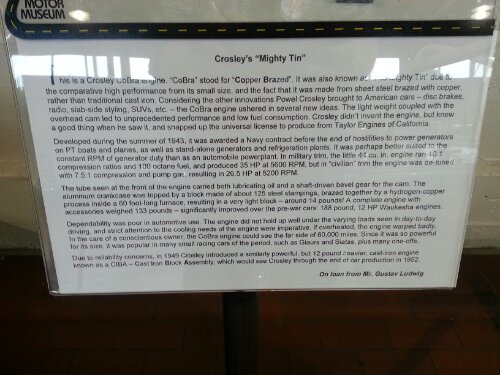 MOTOR
MUSEUM
Crosley's "Mighty Tin"
This is a Crosley CoBra engine. "CoBra" stood for "Copper Brazed". It was also known as "The Mighty Tin" due to
the comparative high performance from its small size, and the fact that it was made from sheet steel brazed with copper,
rather than traditional cast iron. Considering the other innovations Powel Crosley brought to American cars – disc brakes,
radio, slab-side styling, SUVs, etc. – the CoBra engine ushered in several new ideas. The light weight coupled with the
overhead cam led to unprecedented performance and low fuel consumption. Crosley didn't invent the engine, but knew
a good thing when he saw it, and snapped up the universal license to produce from Taylor Engines of California.
Developed during the summer of 1943, it was awarded a Navy contract before the end of hostilities to power generators
on PT boats and planes, as well as stand-alone generators and refrigeration plants. It was perhaps better suited to the
constant RPM of generator duty than as an automobile powerplant. In military trim, the little 44 cu. in. engine ran 10:1
compression ratios and 100 octane fuel, and produced 35 HP at 5600 RPM, but in "civilian" trim the engine was de-tuned
with 7.5:1 compression and pump gas, resulting in 26.5 HP at 5200 RPM.
The tube seen at the front of the engine carried both lubricating oil and a shaft-driven bevel gear for the cam. The
aluminum crankcase was topped by a block made of about 125 steel stampings, brazed together by a hydrogen-copper
process inside a 60 foot-long furnace, resulting in a very light block – around 14 pounds! A complete engine with
accessories weighed 133 pounds – significantly improved over the pre-war cars' 188 pound, 12 HP Waukesha engines.
Dependability was poor in automotive use. The engine did not hold up well under the varying loads seen in day-to-day
driving, and strict attention to the cooling needs of the engine were imperative. If overheated, the engine warped badly.
In the care of a conscientious owner, the CoBra engine could see the far side of 60,000 miles. Since it was so powerful
for its size, it was popular in many small racing cars of the period, such as Glaurs and Siatas, plus many one-offs.
Due to reliability concerns, in 1949 Crosley introduced a similarly powerful, but 12 pound heavier, cast-iron engine
known as a CIBA – Cast Iron Block Assembly, which would see Crosley through the end of car production in 1952.
On loan from Mr. Gustav Ludwig